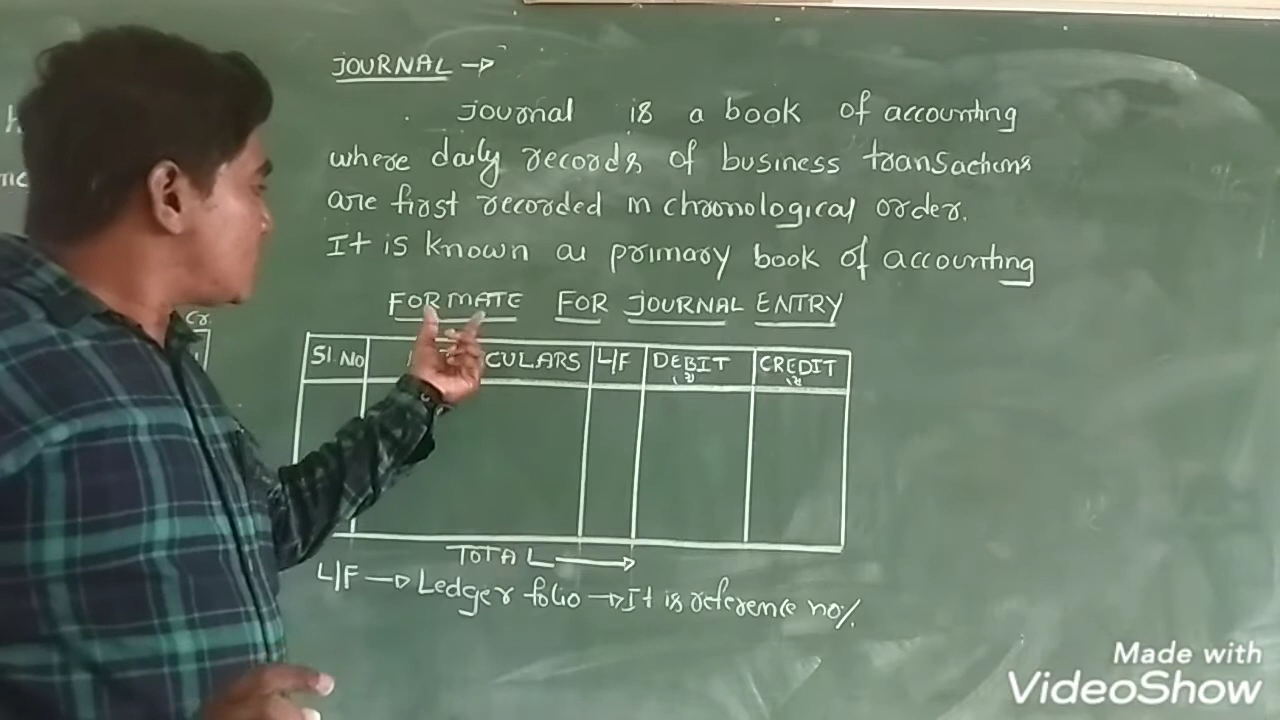 JOURNAL →
Journal is a book of accounting
where daily records of business transactions
are first recorded in chronological order.
It is known as primary book of accounting
FORMATE FOR JOURNAL ENTRY
Cr.
Sl No CULARS L/F DEBIT CREDIT
(₹) (₹)
TOTAL →
L/F → Ledger folio → It is reference no/.
Made with
VideoShow